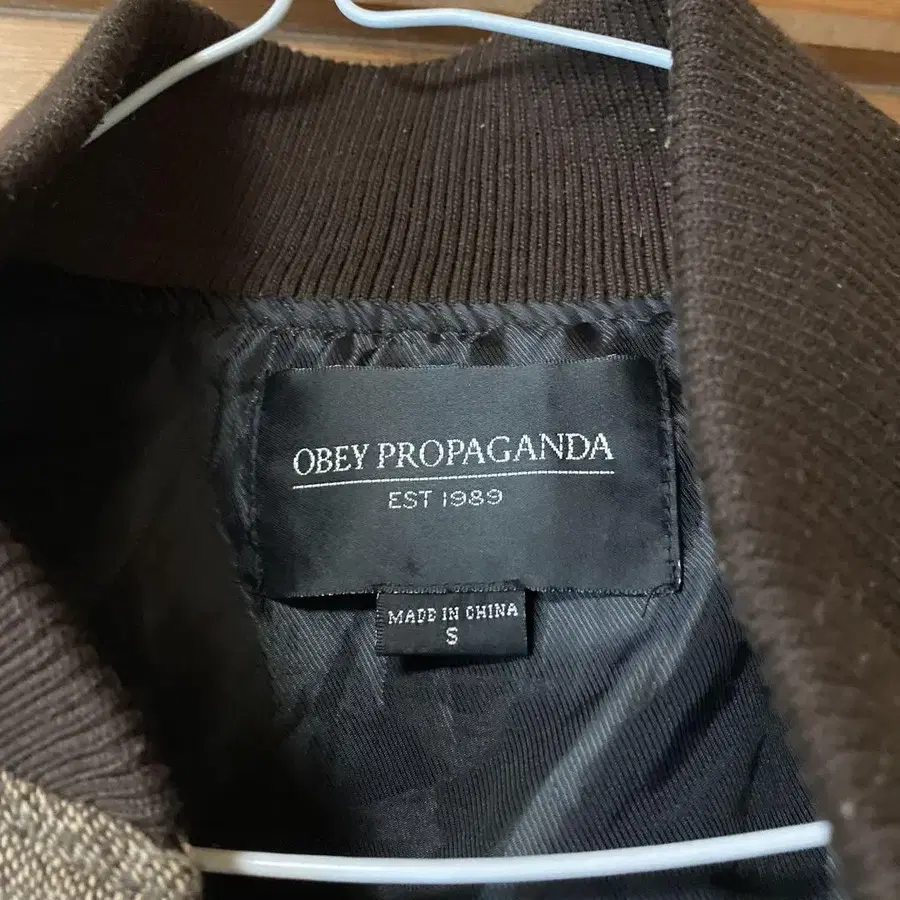 OBEY PROPAGANDA
EST 1989
MADE IN CHINA
S